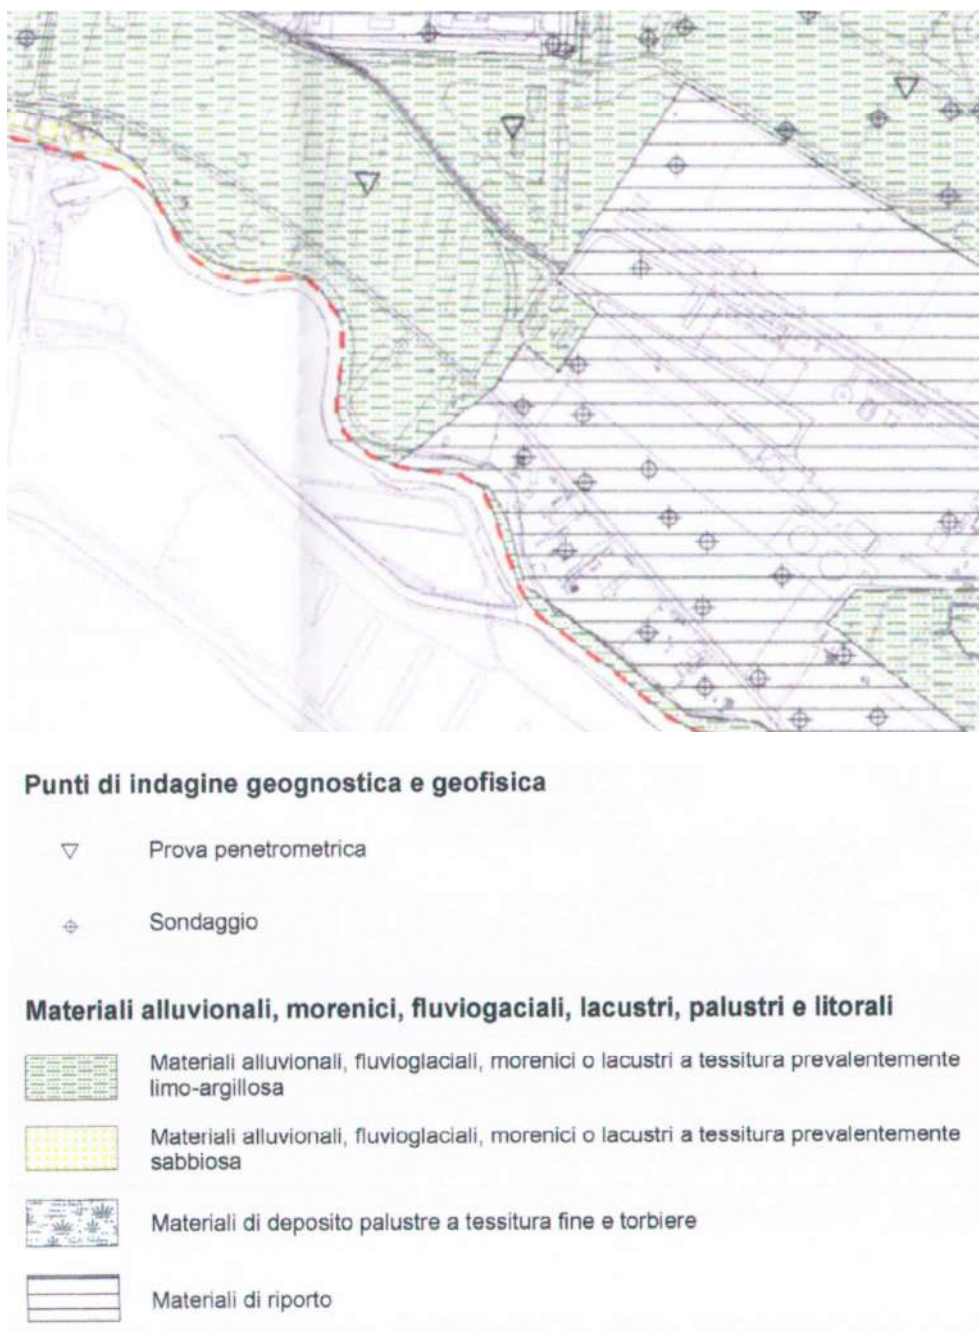 Punti di indagine geognostica e geofisica
Prova penetrometrica
Sondaggio
Materiali alluvionali, morenici, fluviogaciali, lacustri, palustri e litorali
Materiali alluvionali, fluvioglaciali, morenici o lacustri a tessitura prevalentemente
limo-argillosa
Materiali alluvionali, fluvioglaciali, morenici o lacustri a tessitura prevalentemente
sabbiosa
Materiali di deposito palustre a tessitura fine e torbiere
Materiali di riporto